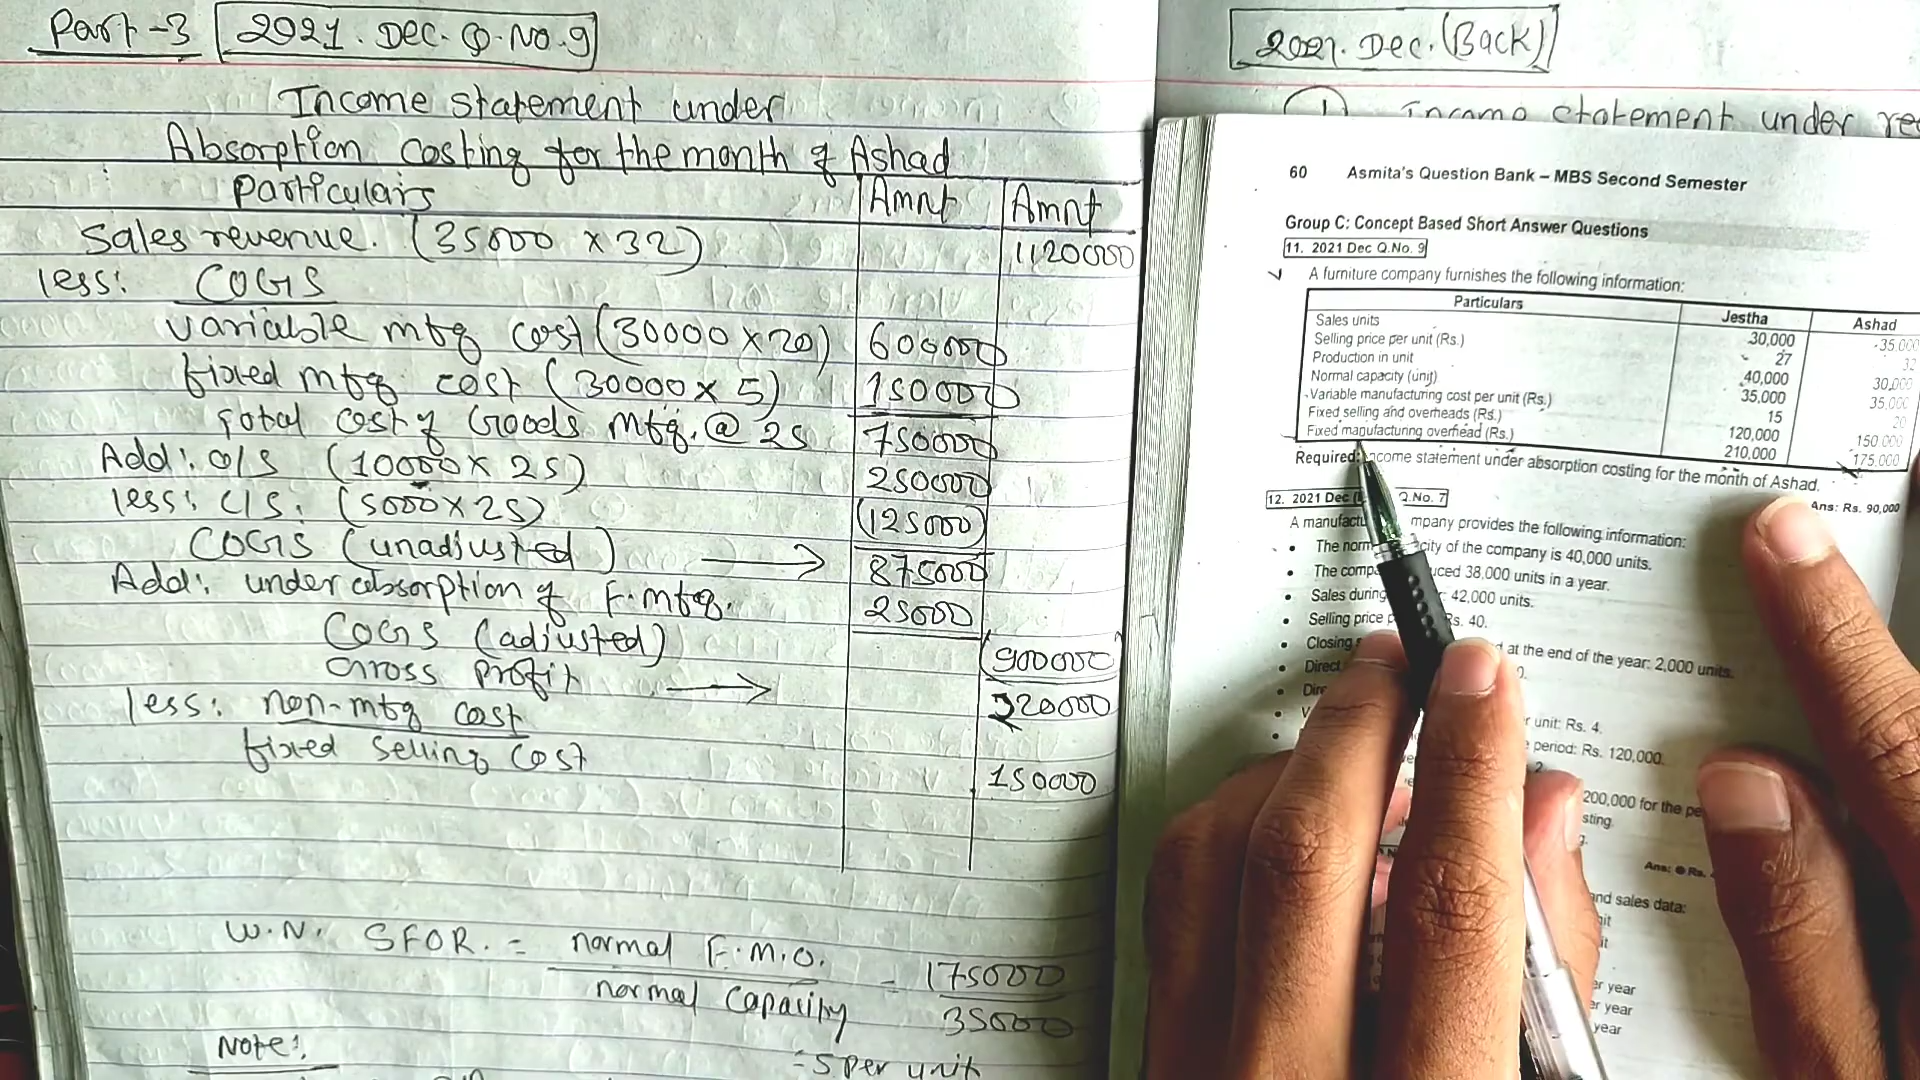 Part-3 2021. Dec. Q. No. 9
Income statement under
Absorption costing for the month of Ashad
Particulars Amnt Amnt
Sales revenue. (35000 × 32) 1120000
less: COGS
variable mfg cost (30000 × 20) 600000
fixed mfg cost (30000 × 5) 150000
Total cost of Goods mfg. @ 25 750000
Add: O/S (10000 × 25) 250000
less: C/S: (5000 × 25) (125000)
COGS (unadjusted) → 875000
Add: under absorption of F. mfg. 25000
COGS (adjusted) (900000)
Gross Profit → 220000
less: non-mfg cost
fixed selling cost 150000
W.N. SFOR. = normal F.M.O. = 175000
normal capacity 35000
= 5 per unit
Note:
2021. Dec. (Back)
1 Income statement under
60 Asmita's Question Bank – MBS Second Semester
Group C: Concept Based Short Answer Questions
11. 2021 Dec Q.No. 9
A furniture company furnishes the following information:
Particulars Jestha Ashad
Sales units 30,000 35,000
Selling price per unit (Rs.) 27 32
Production in unit 40,000 30,000
Normal capacity (unit) 35,000 35,000
Variable manufacturing cost per unit (Rs.) 15 20
Fixed selling and overheads (Rs.) 120,000 150 000
Fixed manufacturing overhead (Rs.) 210,000 175,000
Required: Income statement under absorption costing for the month of Ashad.
Ans: Rs. 90,000
12. 2021 Dec Q.No. 7
A manufactu mpany provides the following information:
• The norm city of the company is 40,000 units.
• The comp uced 38,000 units in a year.
• Sales during 42,000 units.
• Selling price Rs. 40.
• Closing at the end of the year: 2,000 units.
• Direct
• Dire
r unit: Rs. 4.
period: Rs. 120,000.
200,000 for the pe
sting.
Ans: Rs.
and sales data:
year
year
year